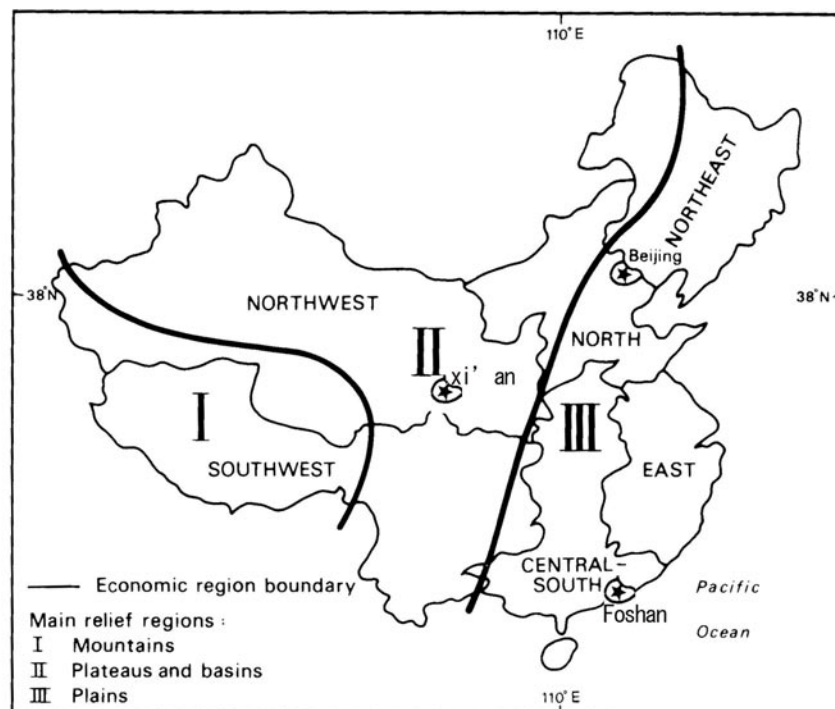 110°E
NORTHEAST
Beijing
38°N
38°N
NORTHWEST
NORTH
II
xi' an
I
III
SOUTHWEST
EAST
CENTRAL-
SOUTH
Foshan
Pacific
Ocean
Economic region boundary
Main relief regions :
I Mountains
II Plateaus and basins
III Plains
110°E